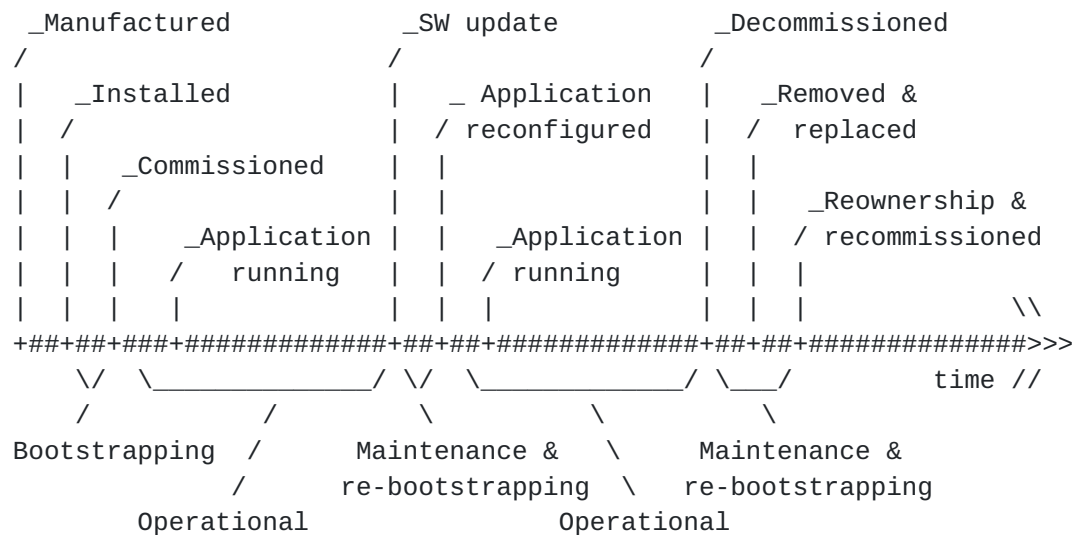 _Manufactured _SW update _Decommissioned
_Installed _ Application _Removed &
reconfigured replaced
_Commissioned
_Reownership &
_Application _Application recommissioned
running running
+##+##+###+#############+##+##+#############+##+##+##############>>>
time //
Bootstrapping Maintenance & Maintenance &
re-bootstrapping re-bootstrapping
Operational Operational